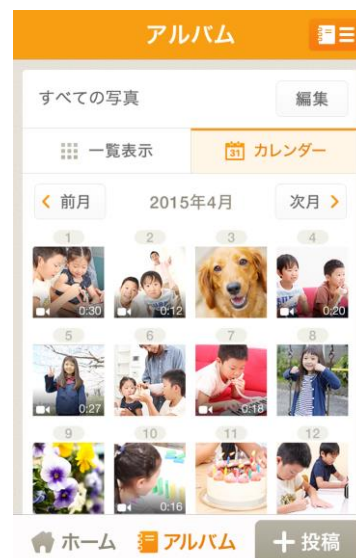 アルバム
すべての写真 編集
一覧表示 31 カレンダー
前月 2015年4月 次月
1 2 3 4
0:30 0:12 0:20
5 6 7 8
0:27 0:18
9 10 11 12
0:16
ホーム アルバム 投稿